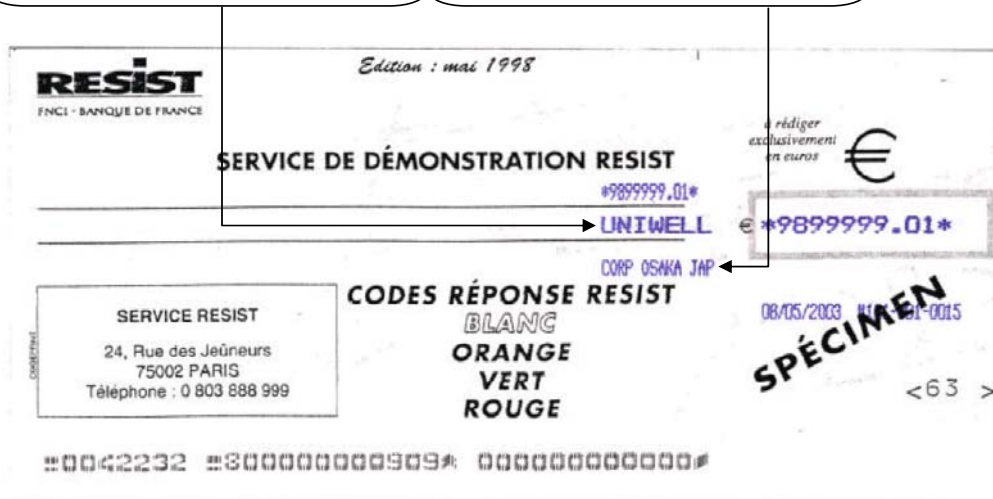 RESIST
FNCI - BANQUE DE FRANCE
Edition : mai 1998
à rédiger
exclusivement
en euros
€
SERVICE DE DÉMONSTRATION RESIST
*9899999.01*
UNIWELL
€ *9899999.01*
CORP OSAKA JAP
CODES RÉPONSE RESIST
BLANC
ORANGE
VERT
ROUGE
SERVICE RESIST
24, Rue des Jeûneurs
75002 PARIS
Téléphone : 0 803 888 999
08/05/2003
SPÉCIMEN
<63 >
0042232 800000000909 000000000000